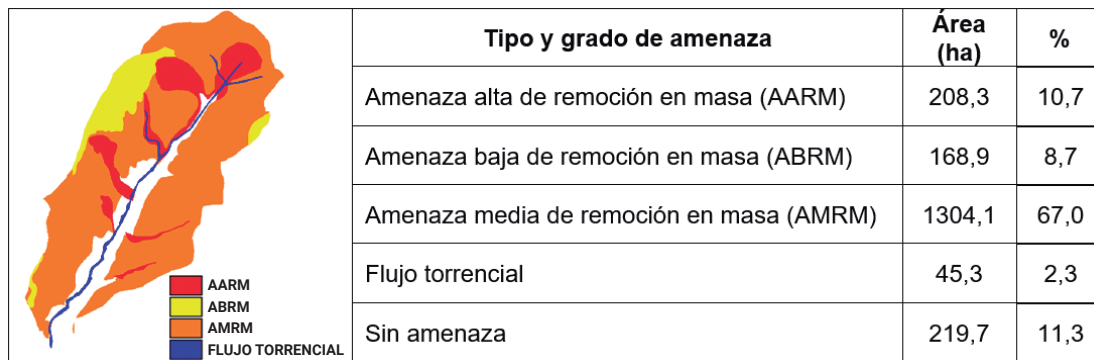 AARM
ABRM
AMRM
FLUJO TORRENCIAL
Tipo y grado de amenaza Área (ha) %
Amenaza alta de remoción en masa (AARM) 208,3 10,7
Amenaza baja de remoción en masa (ABRM) 168,9 8,7
Amenaza media de remoción en masa (AMRM) 1304,1 67,0
Flujo torrencial 45,3 2,3
Sin amenaza 219,7 11,3